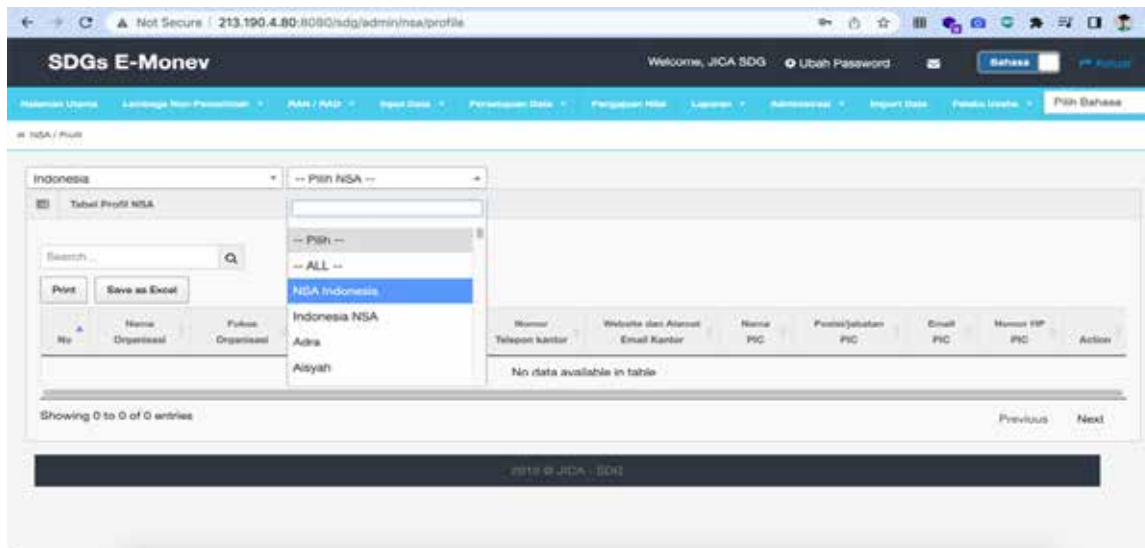 Not Secure 213.190.4.80:8080/sdg/admin/nsa/profile
SDGs E-Monev
Welcome, JICA SDG Ubah Password Bahasa
Halaman Utama Lembaga Non-Pemerintah RAN / RAD Input Data Persetujuan Data Pengajuan Nilai Laporan Administrasi Import Data Pelaku Usaha Pilih Bahasa
NSA / Profil
Indonesia -- Pilih NSA --
Tabel Profil NSA
-- Pilih --
Search ...
-- ALL --
Print Save as Excel NSA Indonesia
Indonesia NSA
No Nama Organisasi Fokus Organisasi Nomor Telepon kantor Website dan Alamat Email Kantor Nama PIC Posisi/jabatan PIC Email PIC Nomor HP PIC Action
Adra
Aisyah
No data available in table
Showing 0 to 0 of 0 entries
Previous Next
2019 © JICA - SDG